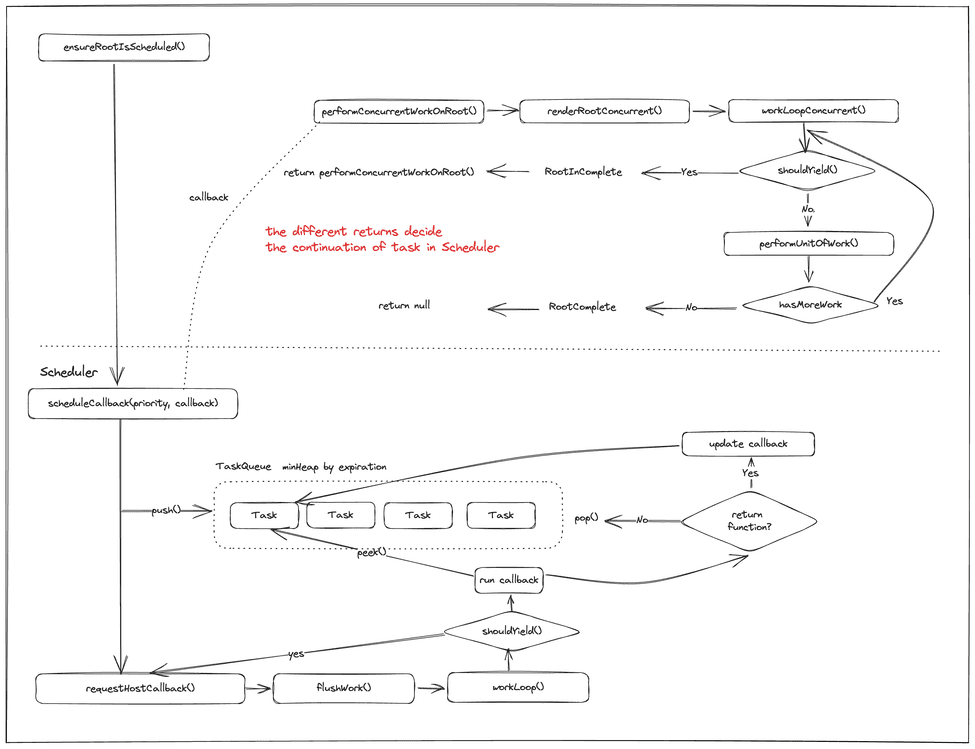 ensureRootIsScheduled()
performConcurrentWorkOnRoot()
renderRootConcurrent()
workLoopConcurrent()
return performConcurrentWorkOnRoot()
RootInComplete
Yes
shouldYield()
callback
No
the different returns decide
the continuation of task in Scheduler
performUnitOfWork()
return null
RootComplete
No
hasMoreWork
Yes
Scheduler
scheduleCallback(priority, callback)
update callback
TaskQueue minHeap by expiration
Yes
push()
Task
Task
Task
Task
pop()
No
return
function?
peek()
run callback
shouldYield()
yes
requestHostCallback()
flushWork()
workLoop()